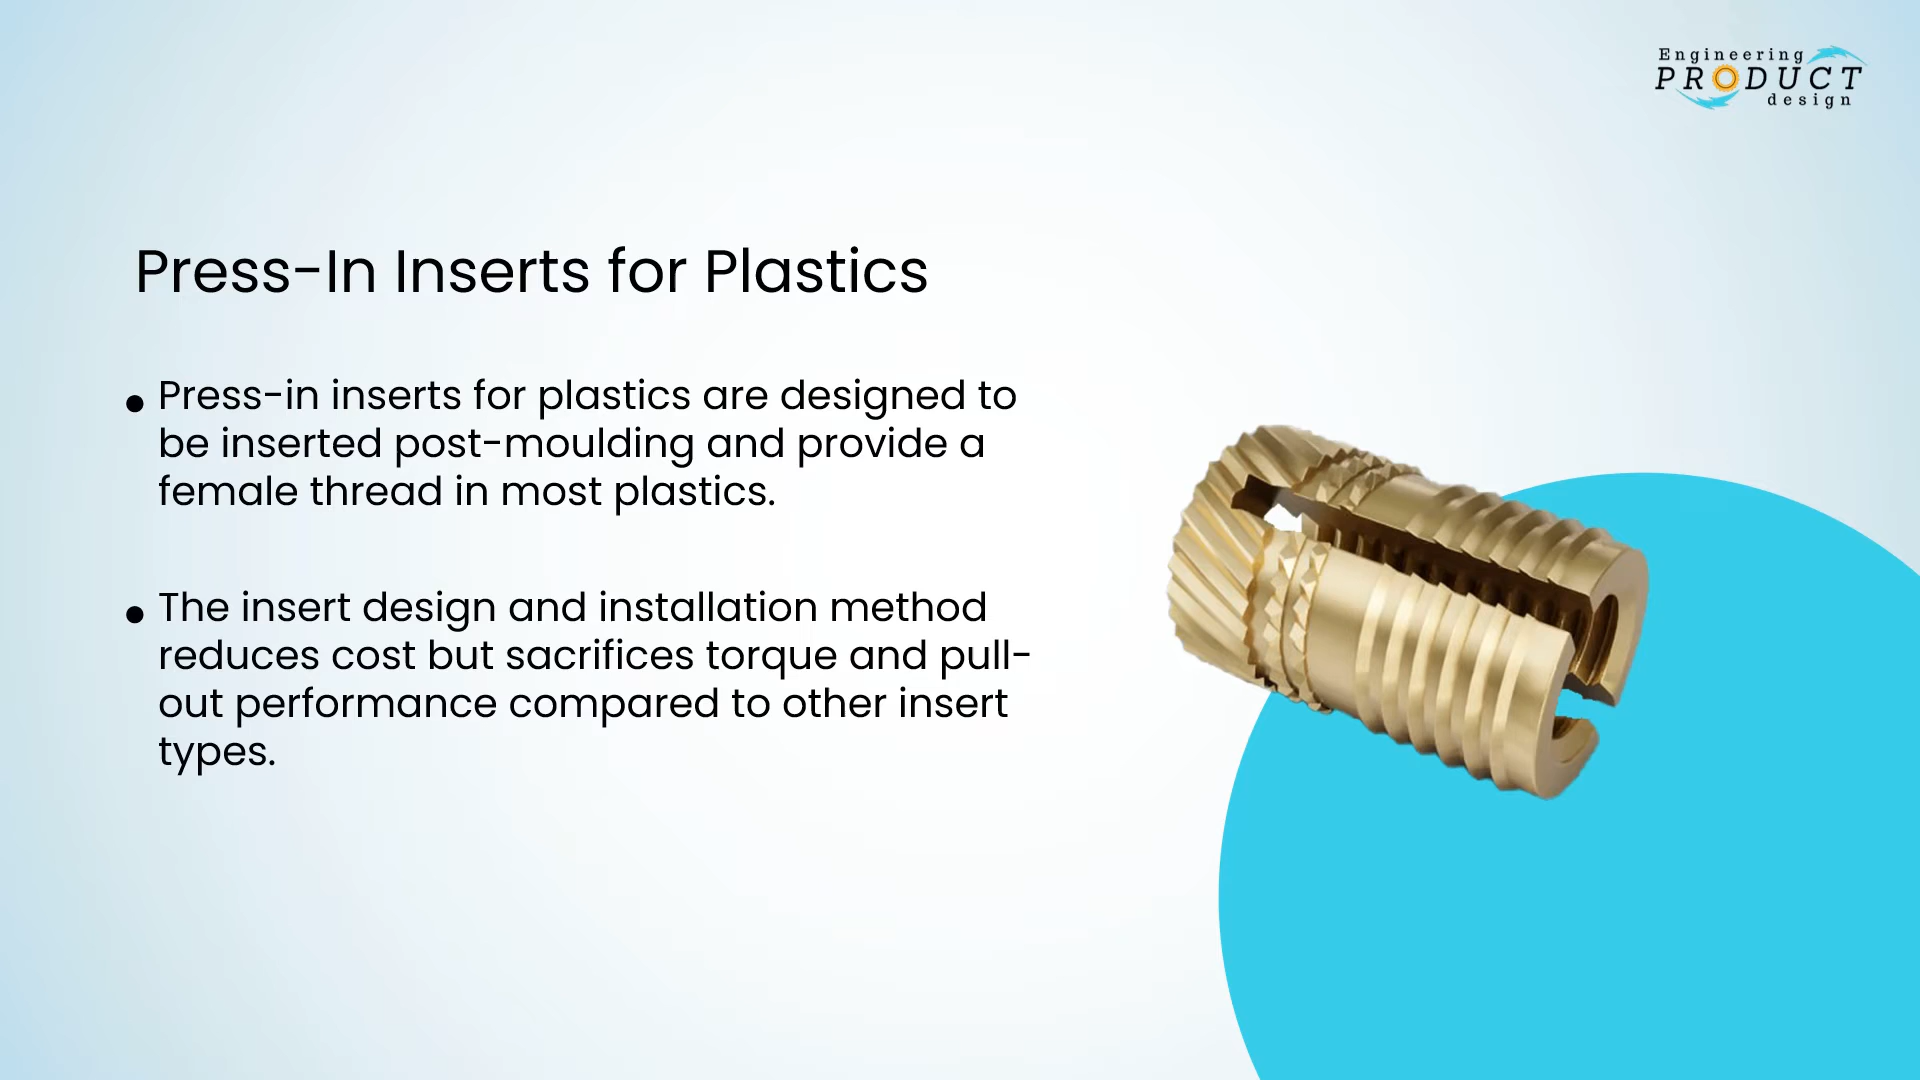 Engineering
PRODUCT
design
Press-In Inserts for Plastics
• Press-in inserts for plastics are designed to
be inserted post-moulding and provide a
female thread in most plastics.
• The insert design and installation method
reduces cost but sacrifices torque and pull-
out performance compared to other insert
types.